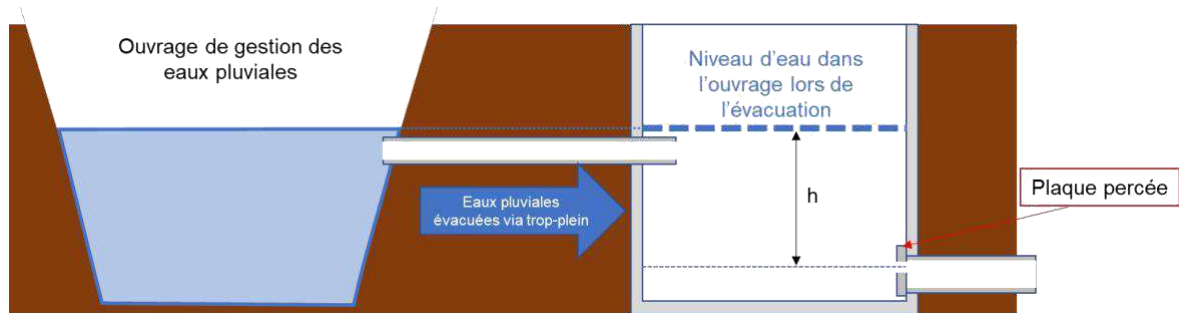 Ouvrage de gestion des
eaux pluviales
Niveau d'eau dans
l'ouvrage lors de
l'évacuation
Eaux pluviales
évacuées via trop-plein
h
Plaque percée